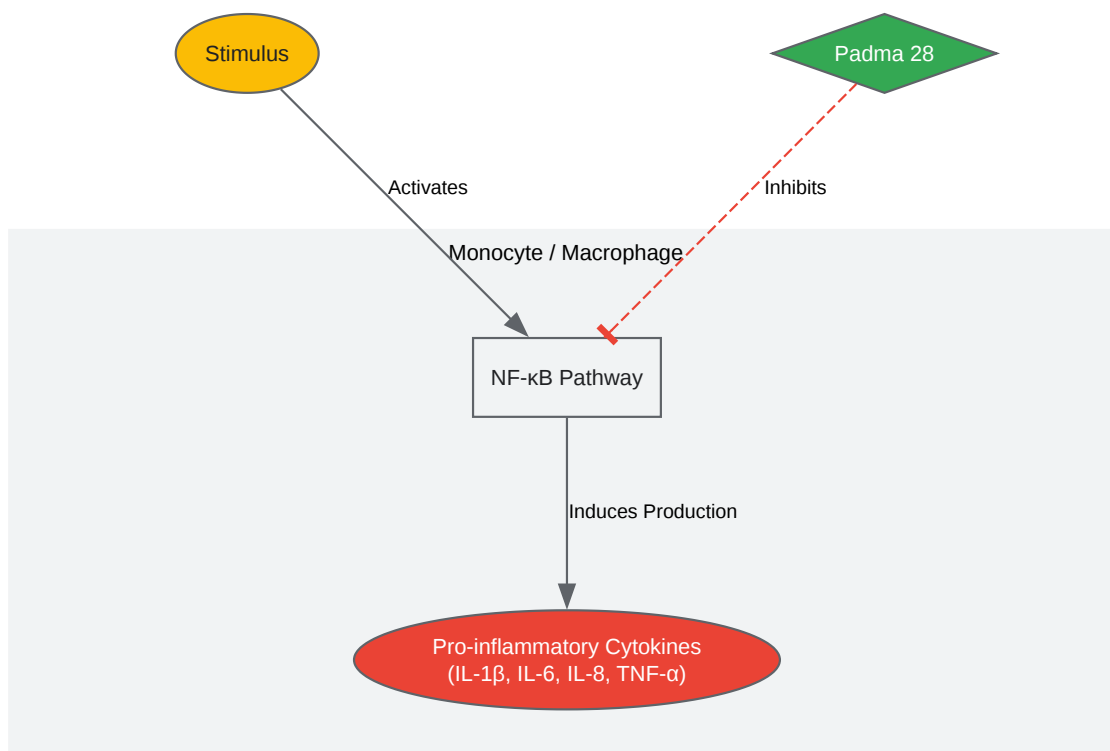 Stimulus
Padma 28
Activates
Inhibits
Monocyte / Macrophage
NF-κB Pathway
Induces Production
Pro-inflammatory Cytokines
(IL-1β, IL-6, IL-8, TNF-α)